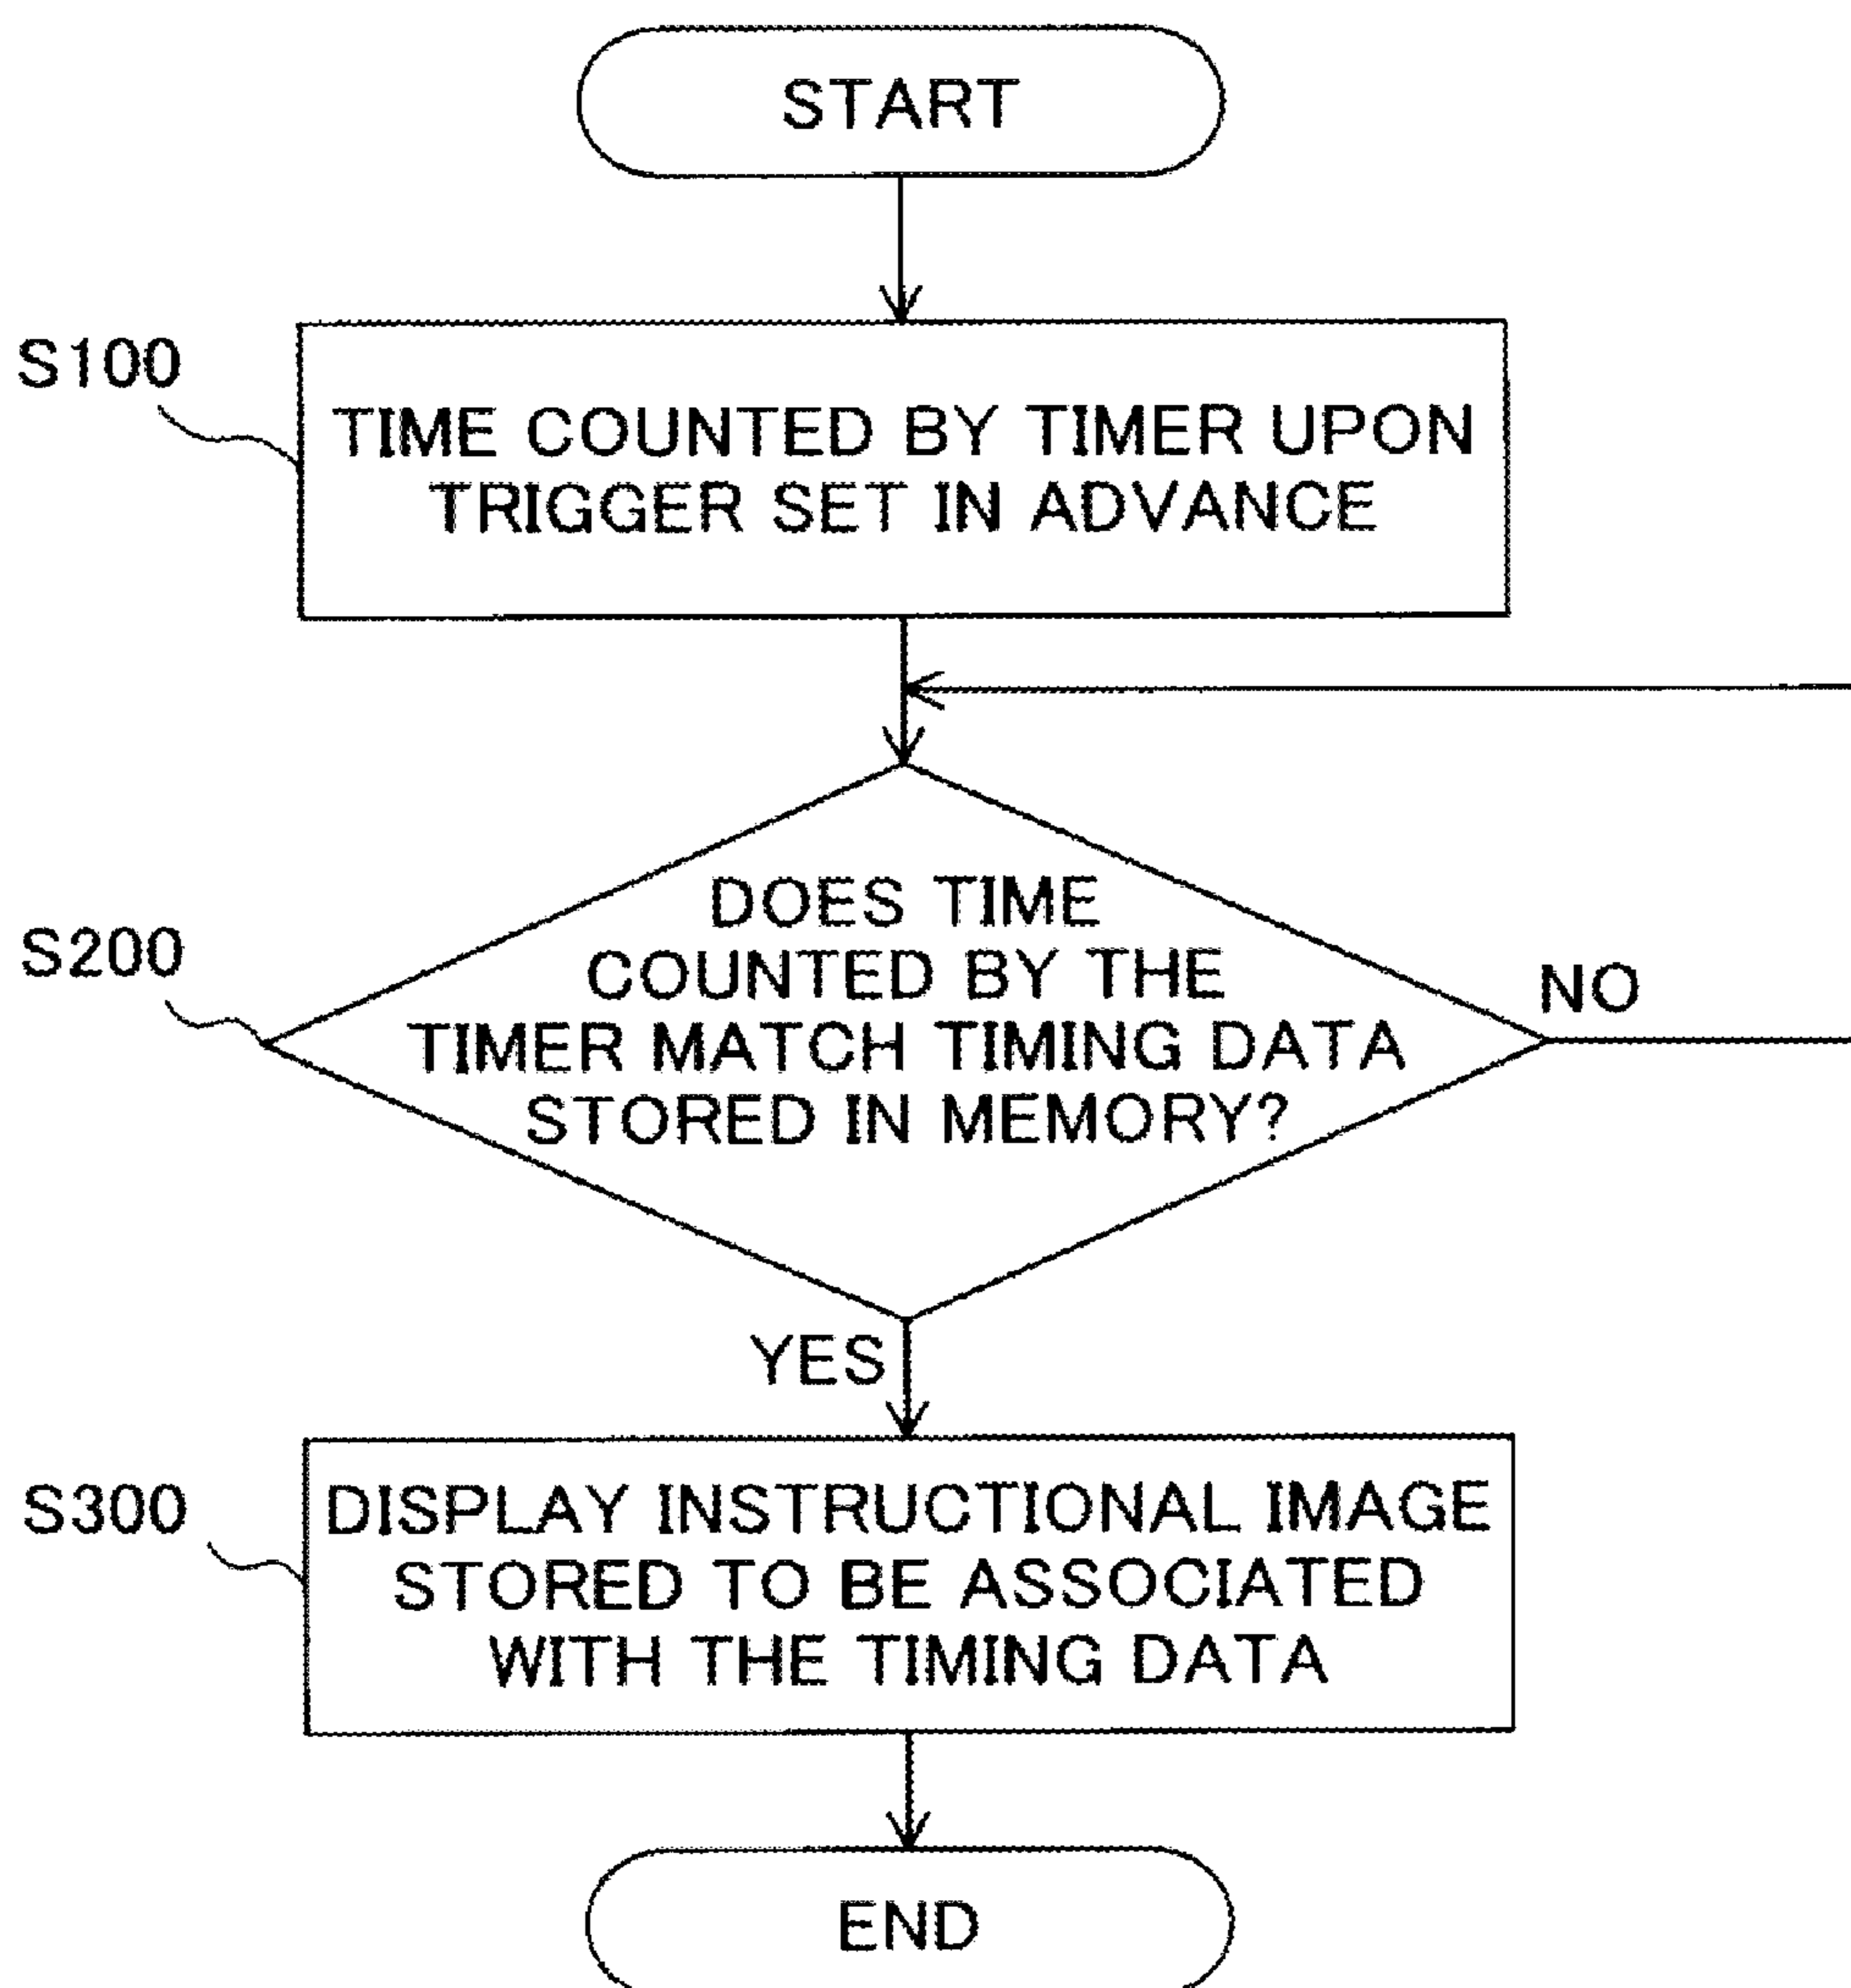 START
S100
TIME COUNTED BY TIMER UPON
TRIGGER SET IN ADVANCE
S200
DOES TIME
COUNTED BY THE
TIMER MATCH TIMING DATA
STORED IN MEMORY?
NO
YES
S300
DISPLAY INSTRUCTIONAL IMAGE
STORED TO BE ASSOCIATED
WITH THE TIMING DATA
END